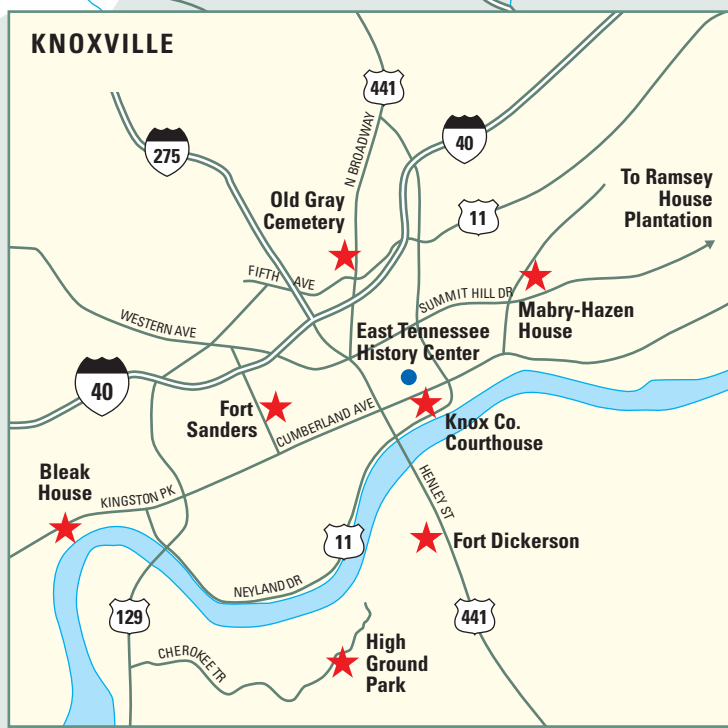 KNOXVILLE
441
N BROADWAY
40
275
To Ramsey
House
Plantation
Old Gray
Cemetery
11
FIFTH AVE
SUMMIT HILL DR
Mabry-Hazen
House
WESTERN AVE
East Tennessee
History Center
40
Fort
Sanders
CUMBERLAND AVE
Knox Co.
Courthouse
Bleak
House
KINGSTON PK
HENLEY ST
11
Fort Dickerson
NEYLAND DR
129
441
CHEROKEE TR
High
Ground
Park